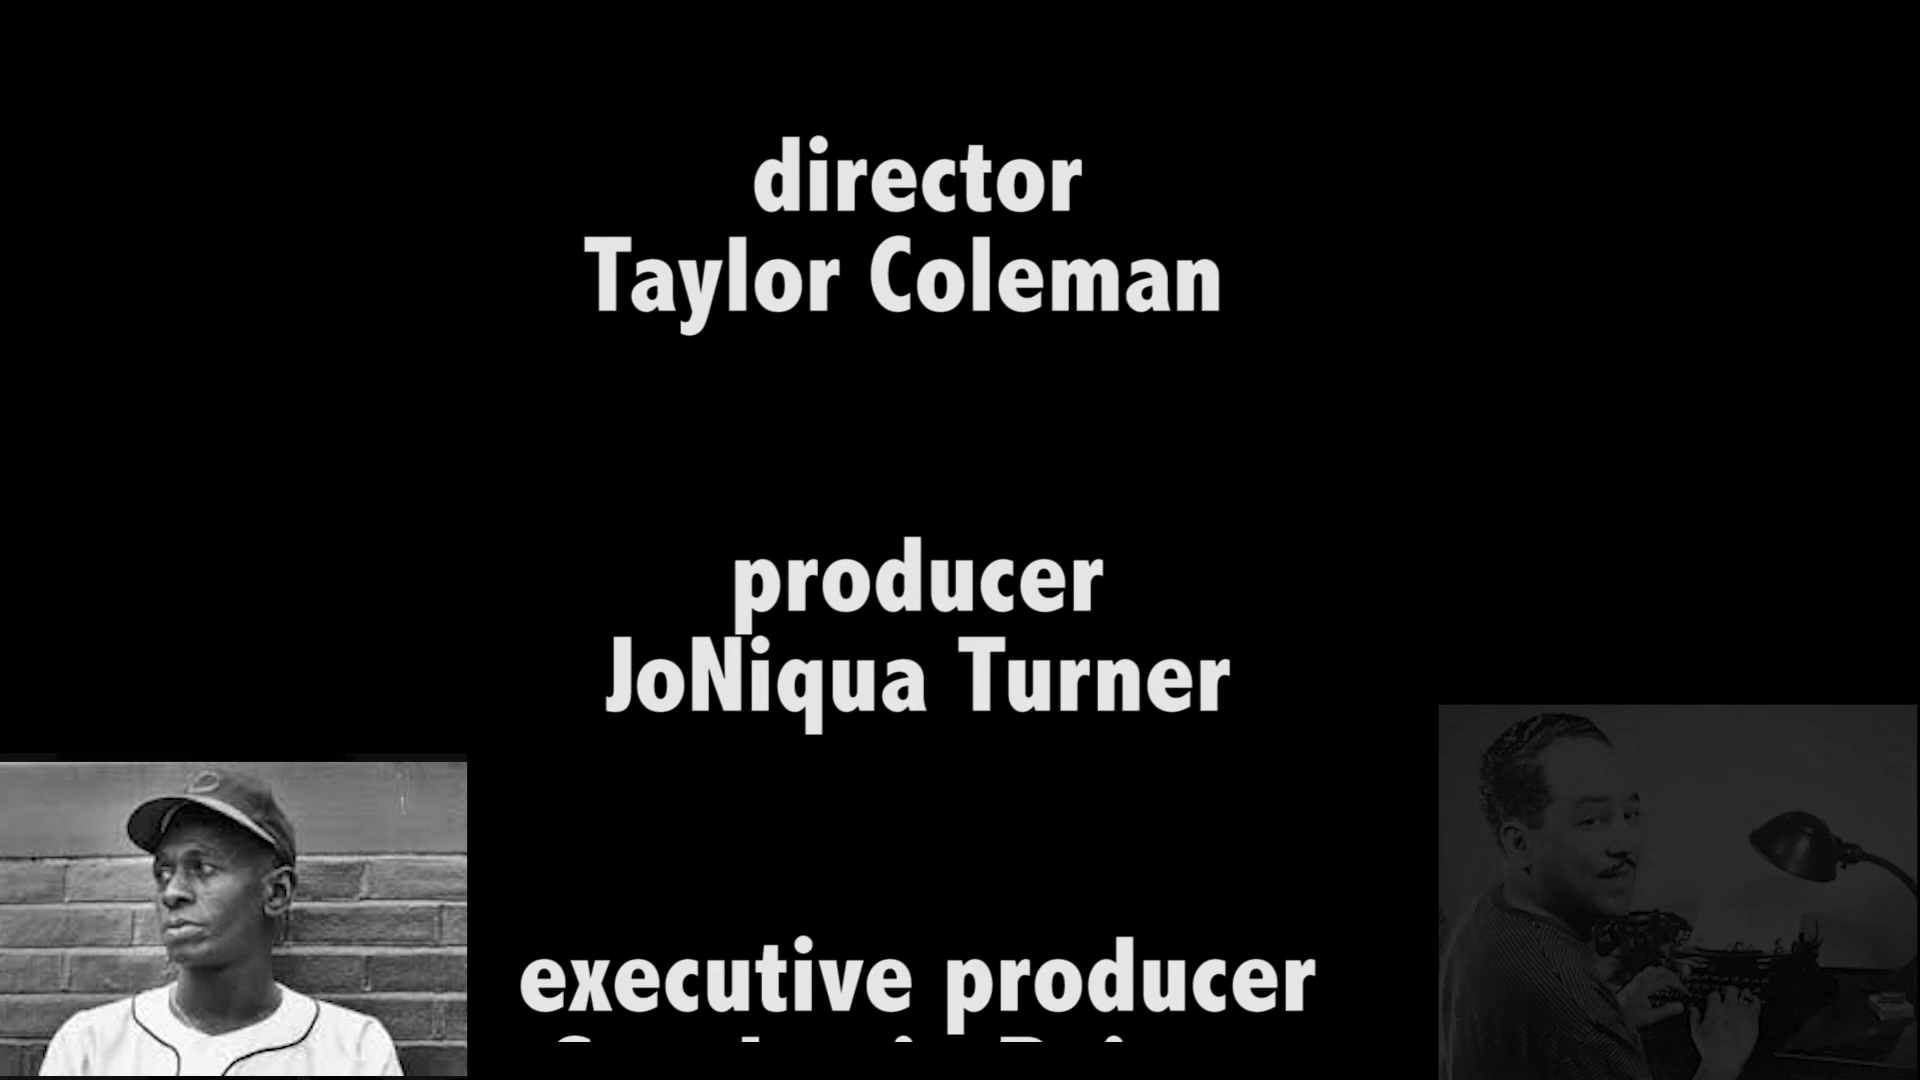 director
Taylor Coleman
producer
JoNiqua Turner
executive producer